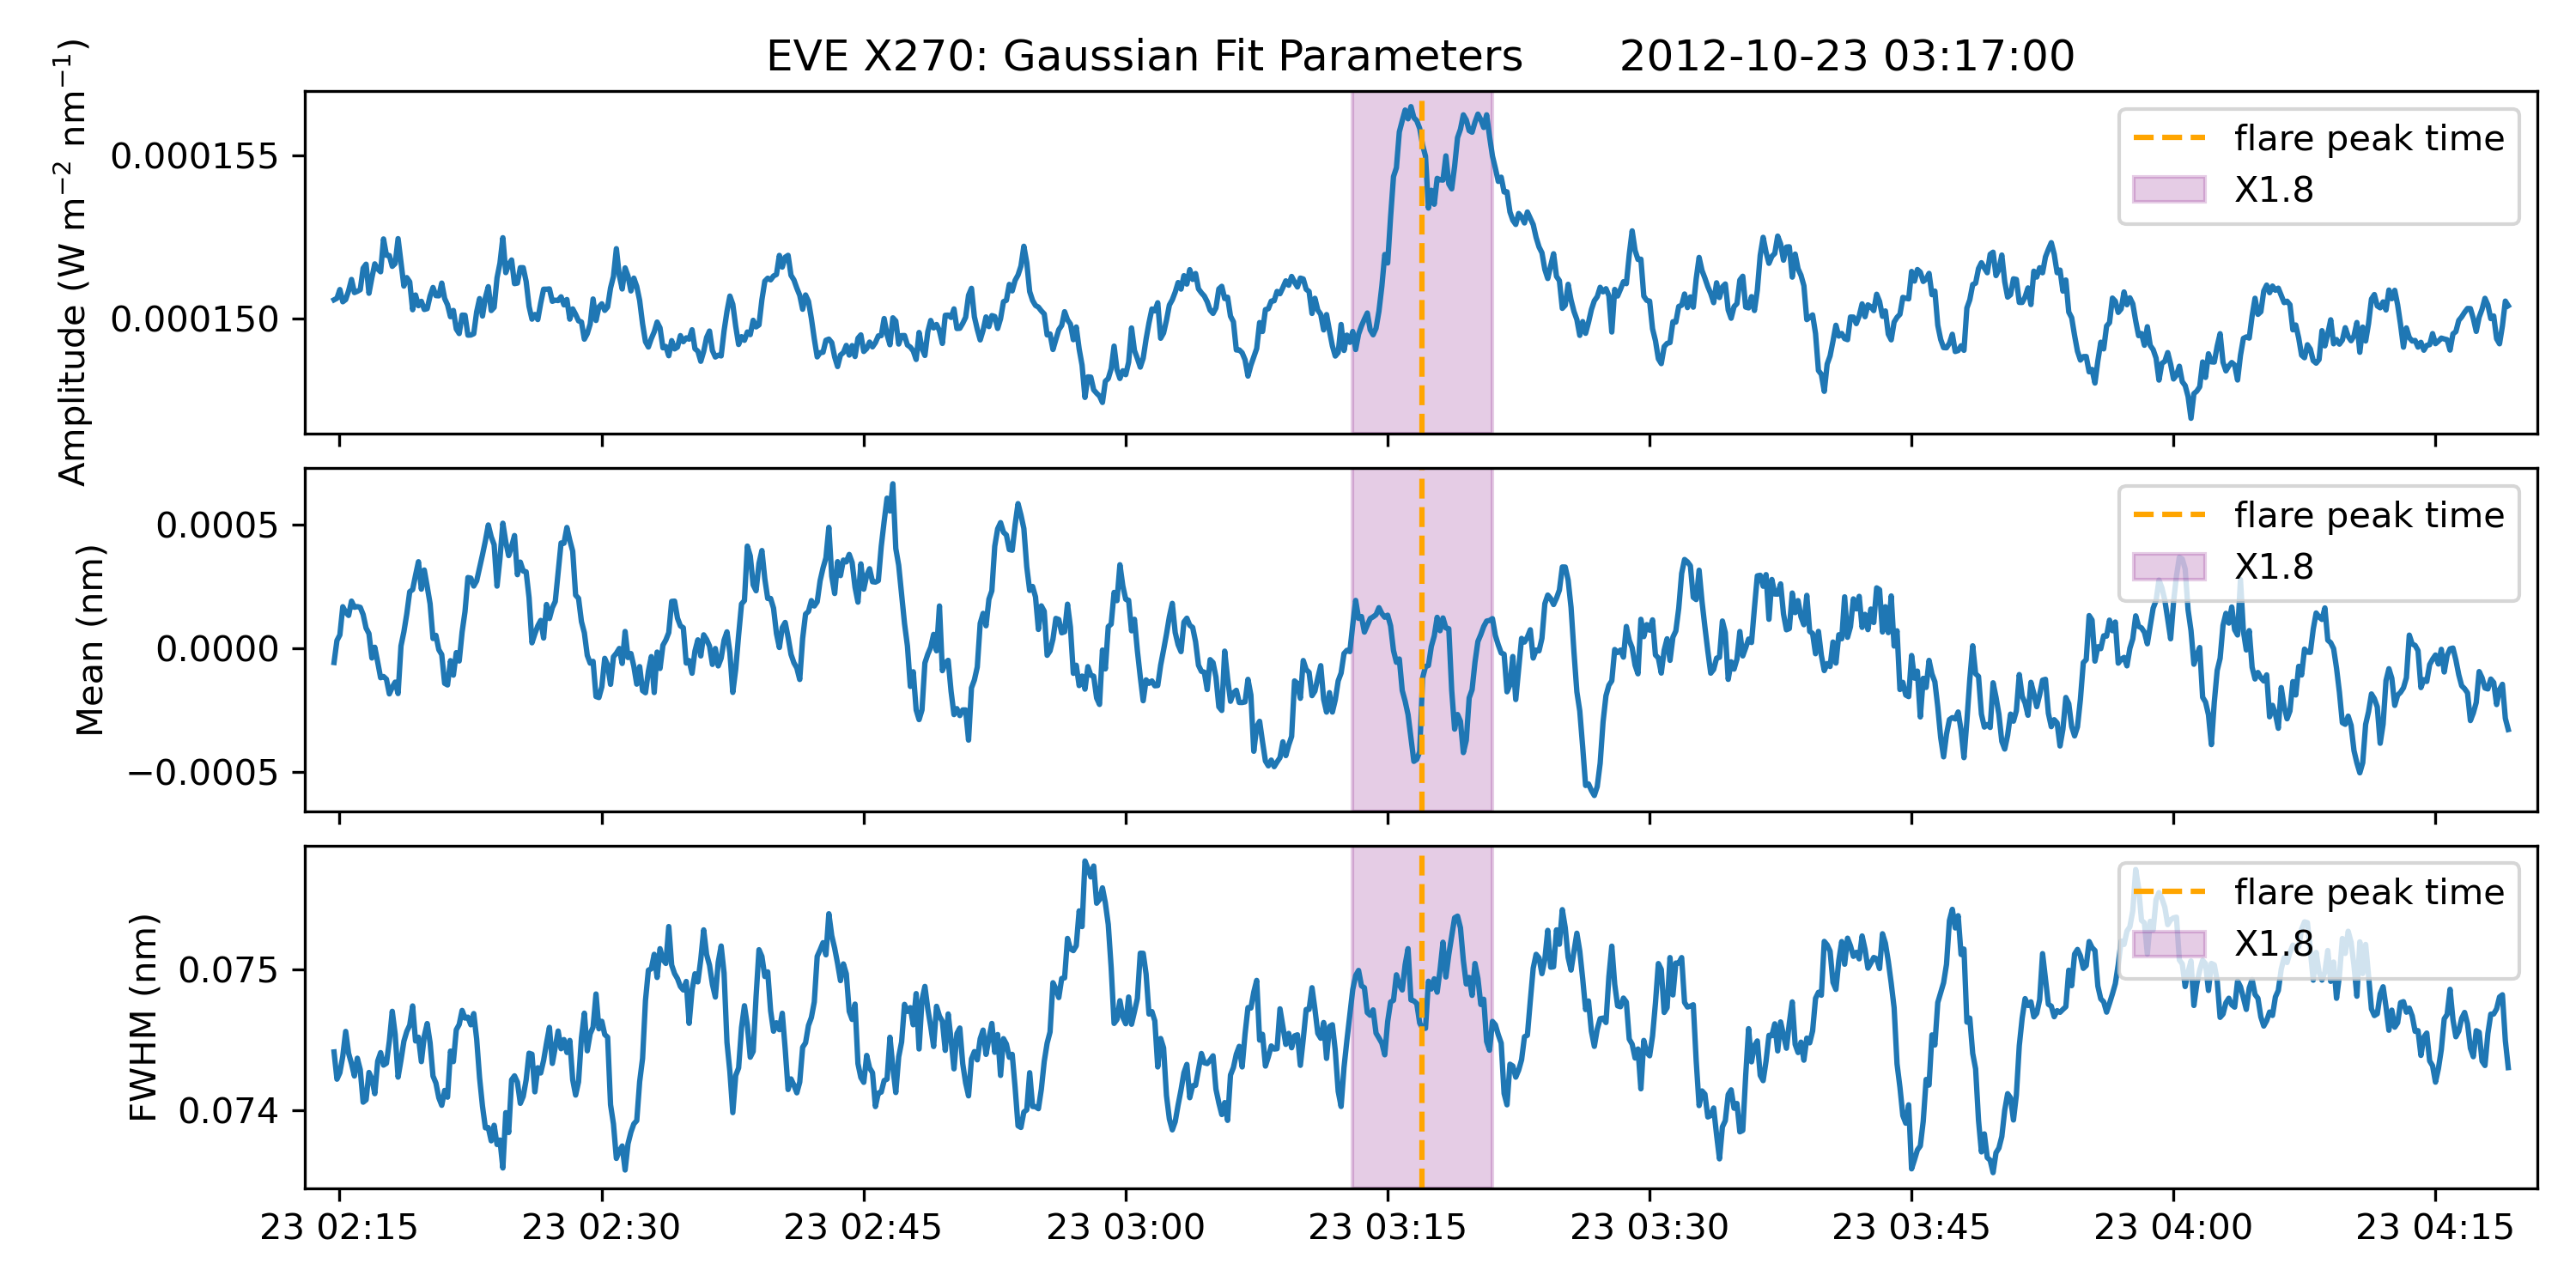 EVE X270: Gaussian Fit Parameters 2012-10-23 03:17:00
Amplitude (W m⁻² nm⁻¹)
0.000155
0.000150
flare peak time
X1.8
Mean (nm)
0.0005
0.0000
−0.0005
flare peak time
X1.8
FWHM (nm)
0.075
0.074
flare peak time
X1.8
23 02:15 23 02:30 23 02:45 23 03:00 23 03:15 23 03:30 23 03:45 23 04:00 23 04:15